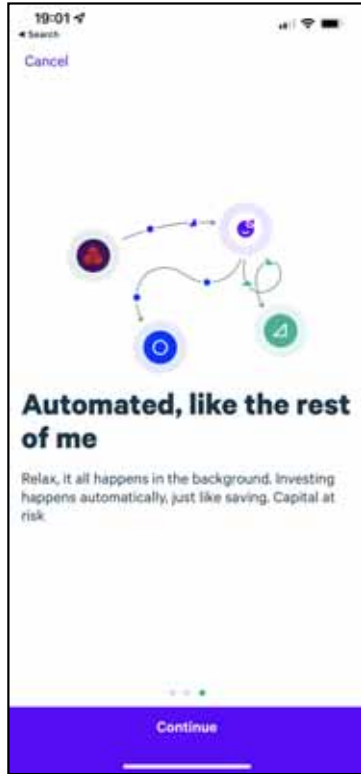 19:01
Search
Cancel
Automated, like the rest
of me
Relax, it all happens in the background. Investing
happens automatically, just like saving. Capital at
risk
Continue